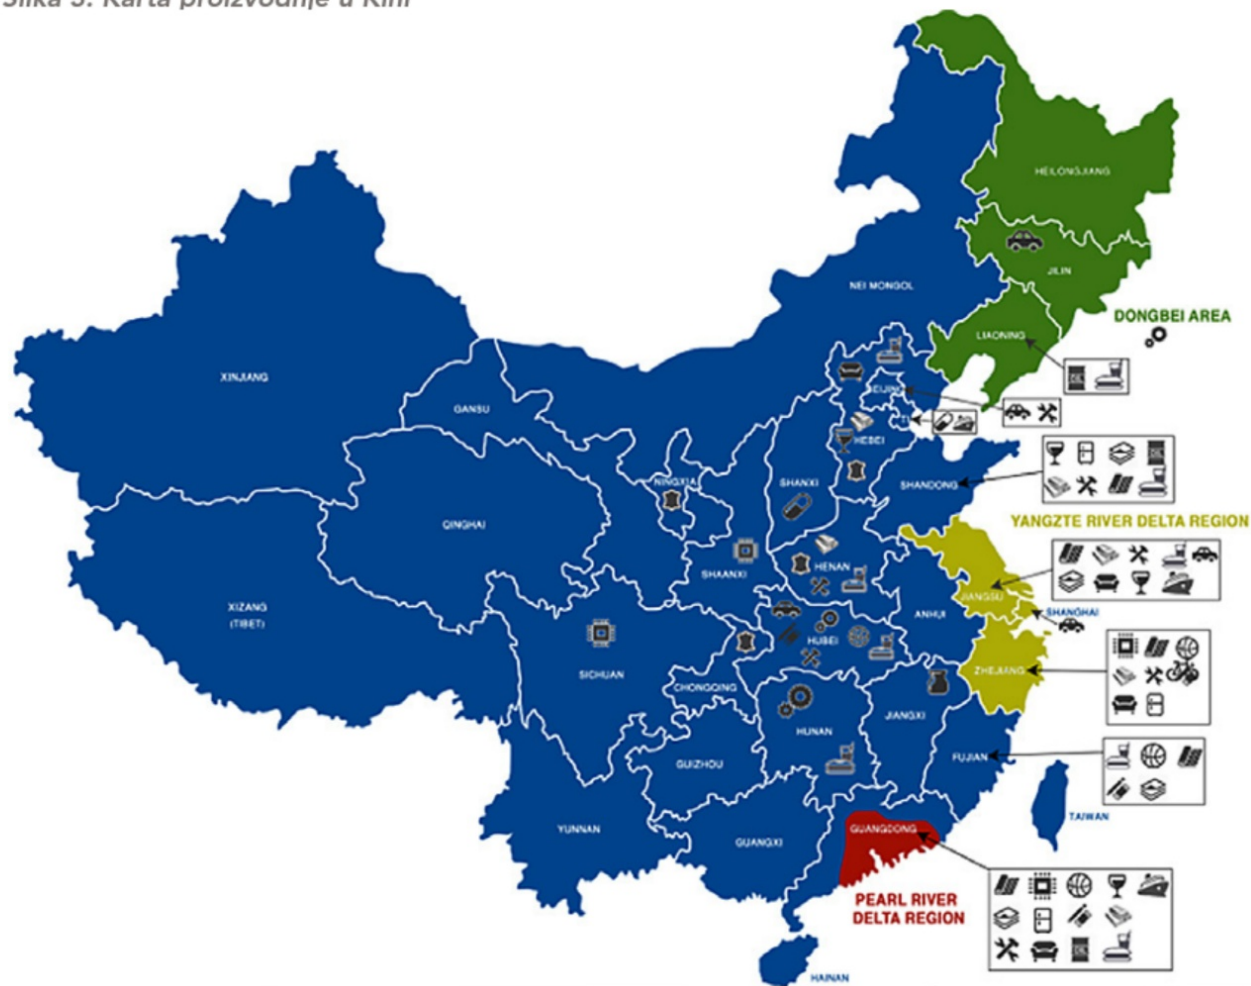 Slika 3: Karta proizvodnje u Kini
HEILONGJIANG
JILIN
NEI MONGOL
DONGBEI AREA
LIAONING
XINJIANG
GANSU
BEIJING
HEBEI
NINGXIA
SHANXI
SHANDONG
YANGZTE RIVER DELTA REGION
QINGHAI
SHAANXI
HENAN
JIANGSU
XIZANG
(TIBET)
ANHUI
SHANGHAI
HUBEI
SICHUAN
ZHEJIANG
CHONGQING
JIANGXI
HUNAN
FUJIAN
GUIZHOU
TAIWAN
YUNNAN
GUANGDONG
GUANGXI
PEARL RIVER
DELTA REGION
HAINAN